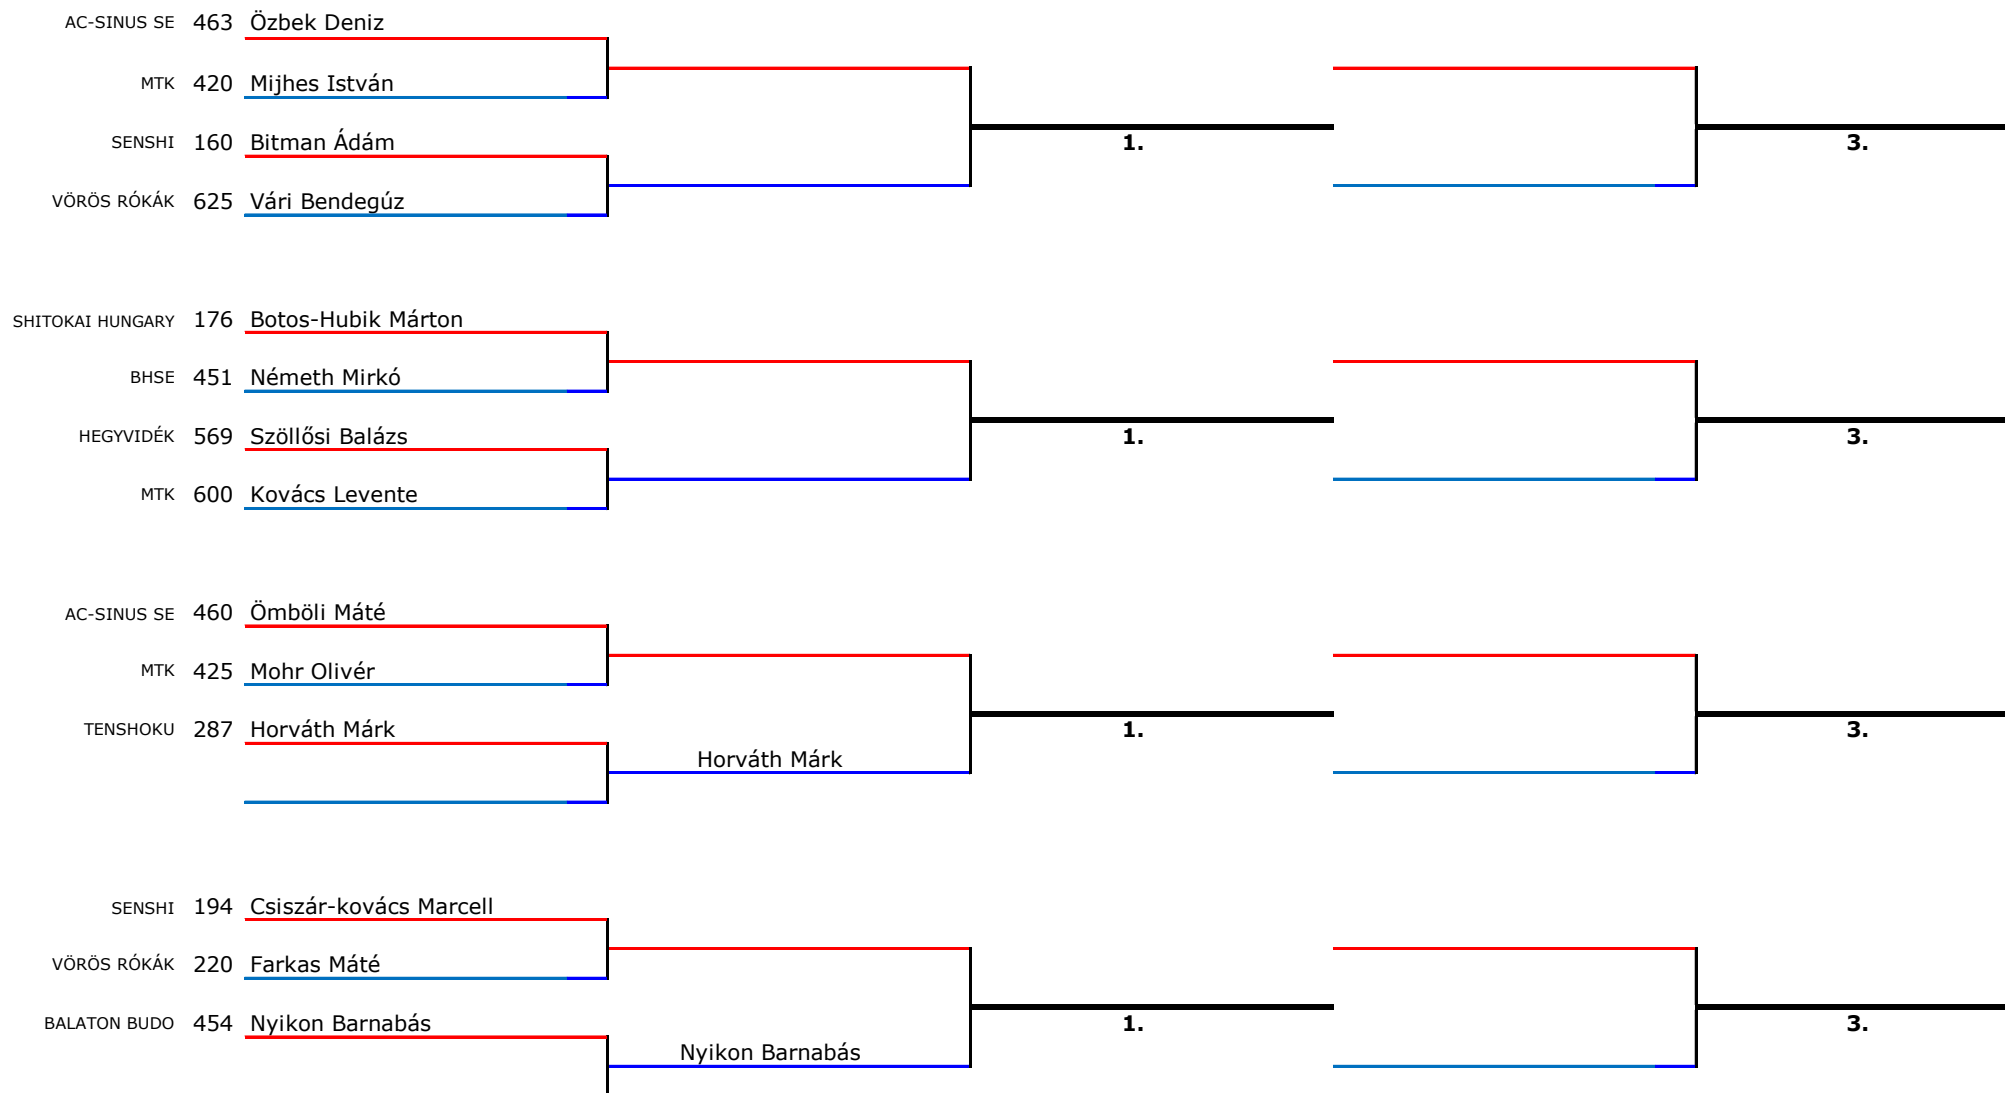 AC-SINUS SE 463 Özbek Deniz
MTK 420 Mijhes István
1. 3.
SENSHI 160 Bitman Ádám
VÖRÖS RÓKÁK 625 Vári Bendegúz
SHITOKAI HUNGARY 176 Botos-Hubik Márton
BHSE 451 Németh Mirkó
HEGYVIDÉK 569 Szöllősi Balázs
1. 3.
MTK 600 Kovács Levente
AC-SINUS SE 460 Ömböli Máté
MTK 425 Mohr Olivér
TENSHOKU 287 Horváth Márk
1. 3.
Horváth Márk
SENSHI 194 Csiszár-kovács Marcell
VÖRÖS RÓKÁK 220 Farkas Máté
BALATON BUDO 454 Nyikon Barnabás
1. 3.
Nyikon Barnabás